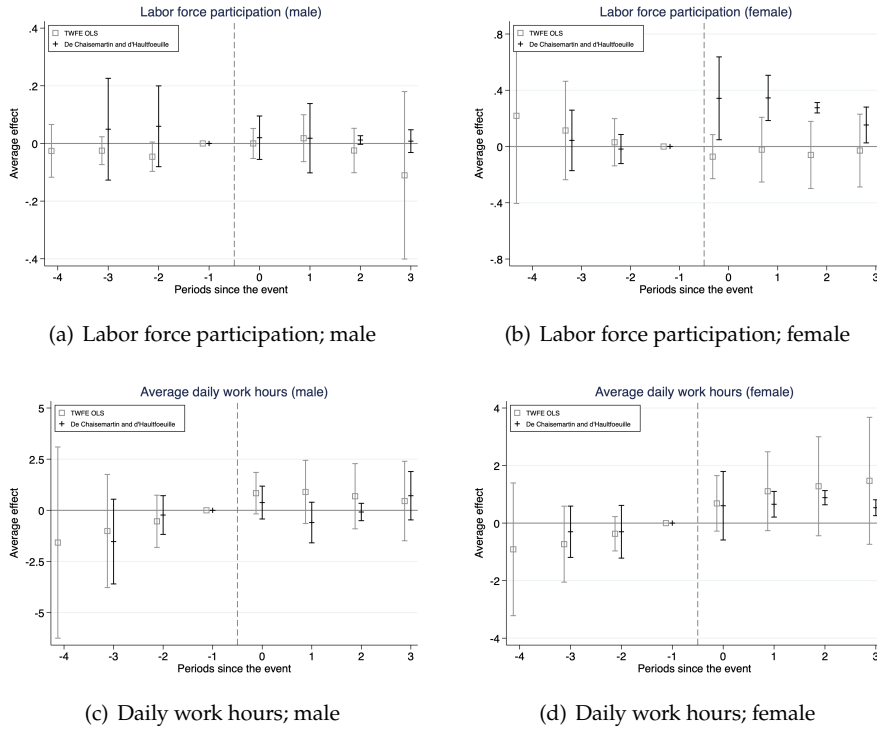 Labor force participation (male)
TWFE OLS
De Chaisemartin and d'Haultfoeuille
.4
.2
0
-.2
-.4
Average effect
-4 -3 -2 -1 0 1 2 3
Periods since the event
(a) Labor force participation; male
Labor force participation (female)
TWFE OLS
De Chaisemartin and d'Haultfoeuille
.8
.4
0
-.4
-.8
Average effect
-4 -3 -2 -1 0 1 2 3
Periods since the event
(b) Labor force participation; female
Average daily work hours (male)
TWFE OLS
De Chaisemartin and d'Haultfoeuille
5
2.5
0
-2.5
-5
Average effect
-4 -3 -2 -1 0 1 2 3
Periods since the event
(c) Daily work hours; male
Average daily work hours (female)
TWFE OLS
De Chaisemartin and d'Haultfoeuille
4
2
0
-2
-4
Average effect
-4 -3 -2 -1 0 1 2 3
Periods since the event
(d) Daily work hours; female